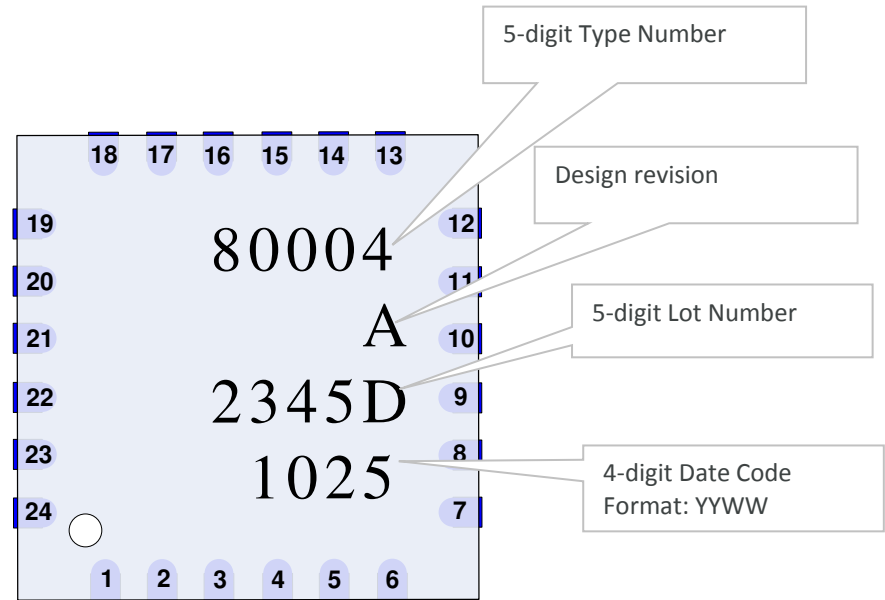 5-digit Type Number
18 17 16 15 14 13
Design revision
19 12
80004
20 11
5-digit Lot Number
A
21 10
2345D
22 9
23 8
4-digit Date Code
Format: YYWW
1025
24 7
1 2 3 4 5 6